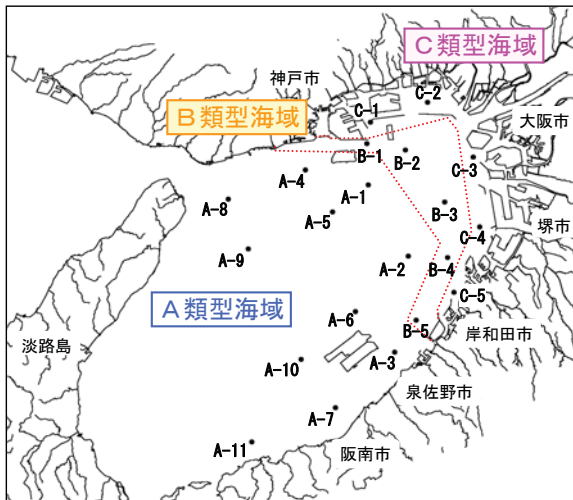 C類型海域
神戸市
C-2
B類型海域
C-1
大阪市
B-1
B-2
C-3
A-4
A-1
A-8
A-5
B-3
堺市
C-4
A-9
A-2
B-4
A類型海域
C-5
A-6
B-5
岸和田市
淡路島
A-10
A-3
泉佐野市
A-7
A-11
阪南市